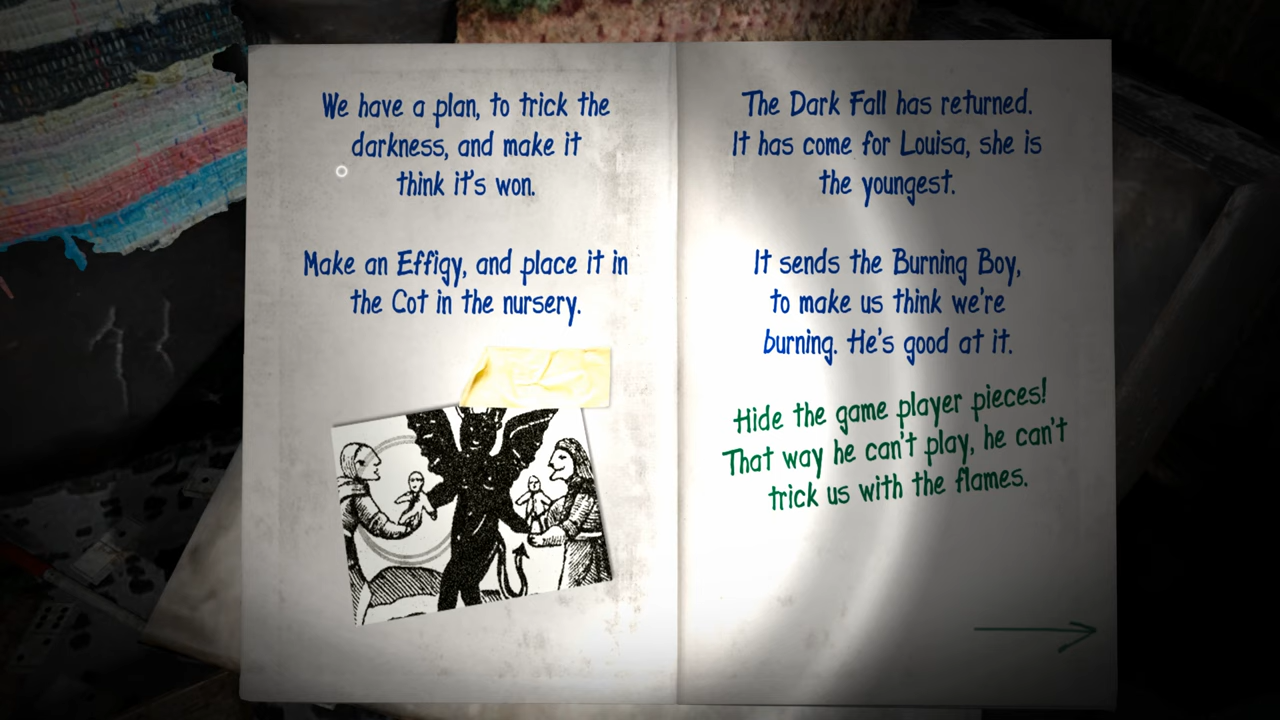 We have a plan, to trick the
darkness, and make it
think it's won.
Make an Effigy, and place it in
the Cot in the nursery.
The Dark Fall has returned.
It has come for Louisa, she is
the youngest.
It sends the Burning Boy,
to make us think we're
burning. He's good at it.
Hide the game player pieces!
That way he can't play, he can't
trick us with the flames.